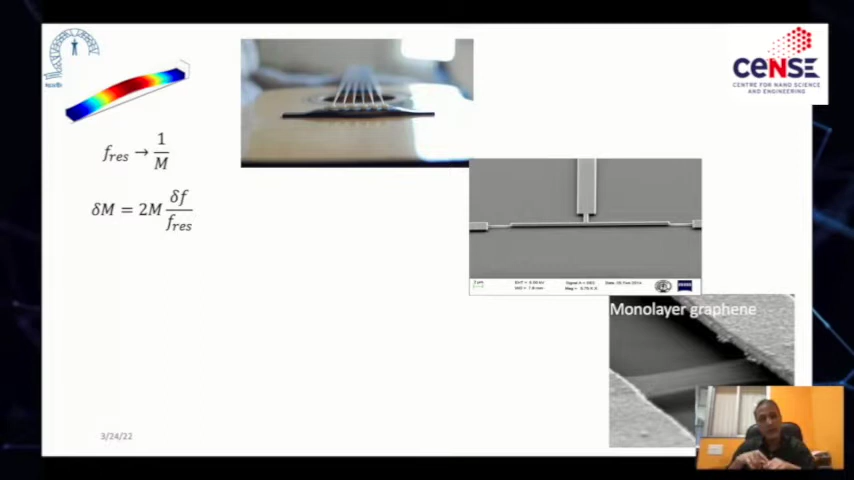 CeNSE
CENTRE FOR NANO SCIENCE
AND ENGINEERING
f_res → 1/M
δM = 2M δf/f_res
Monolayer graphene
3/24/22